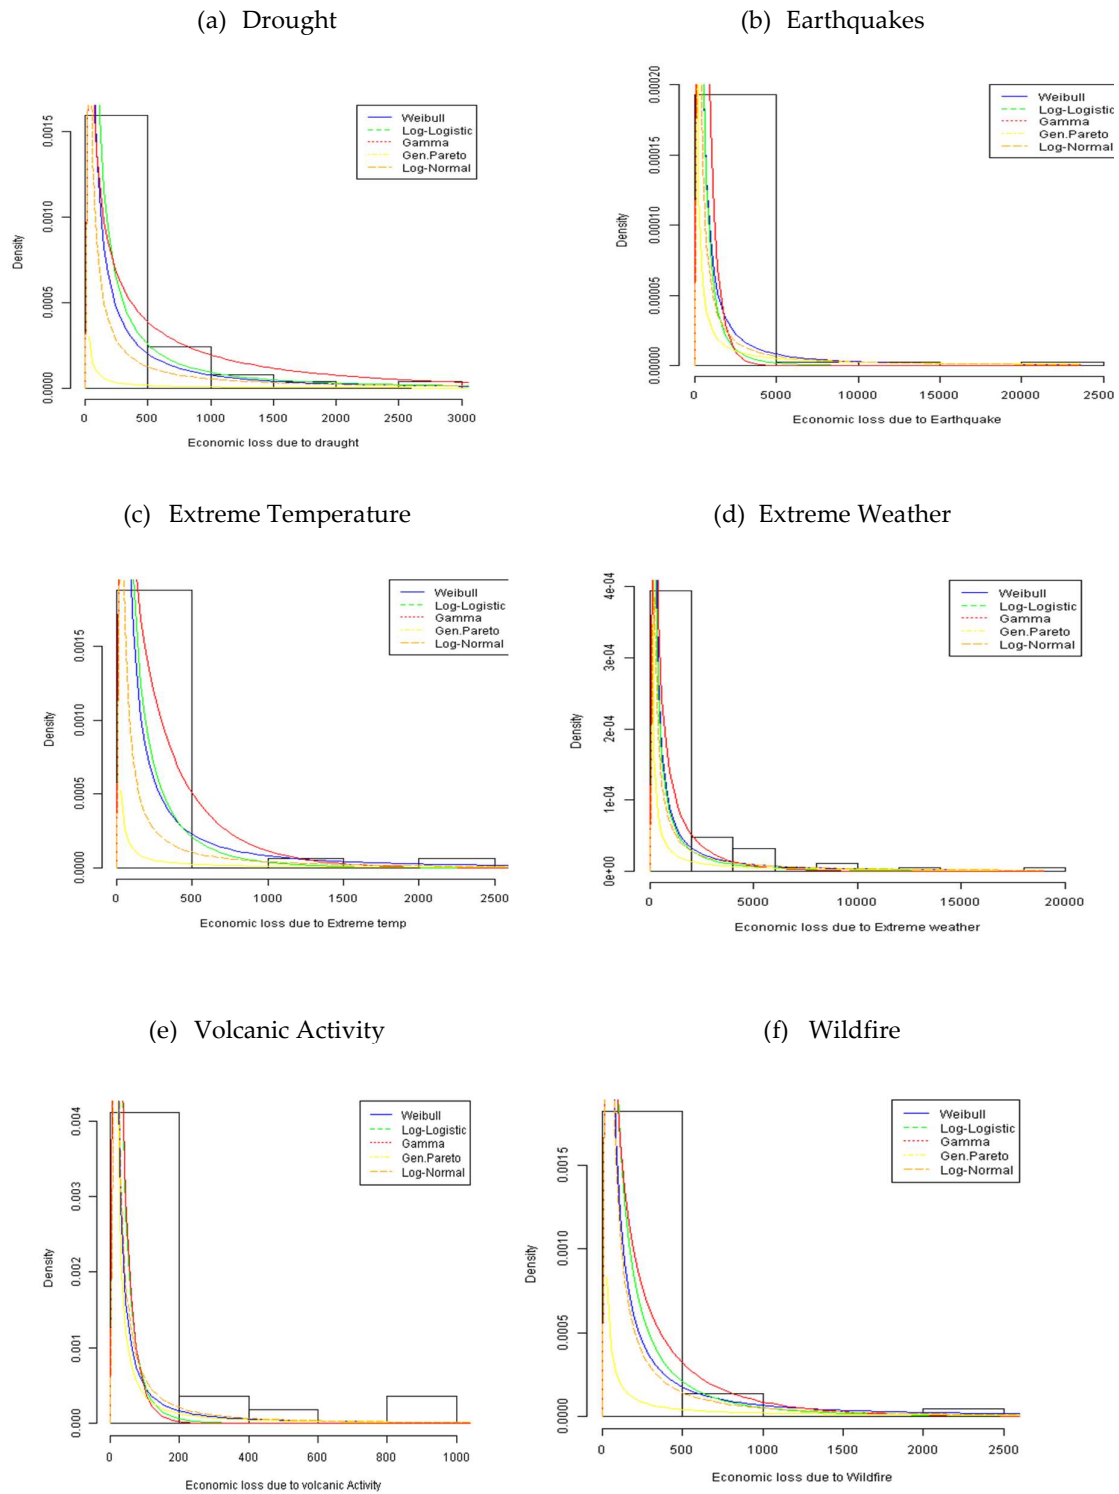 (a) Drought
Density
0.0000 0.0005 0.0010 0.0015
Weibull
Log-Logistic
Gamma
Gen.Pareto
Log-Normal
0 500 1000 1500 2000 2500 3000
Economic loss due to draught
(b) Earthquakes
Density
0.00000 0.00005 0.00010 0.00015 0.00020
Weibull
Log-Logistic
Gamma
Gen.Pareto
Log-Normal
0 5000 10000 15000 20000 2500
Economic loss due to Earthquake
(c) Extreme Temperature
Density
0.0000 0.0005 0.0010 0.0015
Weibull
Log-Logistic
Gamma
Gen.Pareto
Log-Normal
0 500 1000 1500 2000 2500
Economic loss due to Extreme temp
(d) Extreme Weather
Density
0e+00 1e-04 2e-04 3e-04 4e-04
Weibull
Log-Logistic
Gamma
Gen.Pareto
Log-Normal
0 5000 10000 15000 20000
Economic loss due to Extreme weather
(e) Volcanic Activity
Density
0.000 0.001 0.002 0.003 0.004
Weibull
Log-Logistic
Gamma
Gen.Pareto
Log-Normal
0 200 400 600 800 1000
Economic loss due to volcanic Activity
(f) Wildfire
Density
0.0000 0.0005 0.0010 0.0015
Weibull
Log-Logistic
Gamma
Gen.Pareto
Log-Normal
0 500 1000 1500 2000 2500
Economic loss due to Wildfire